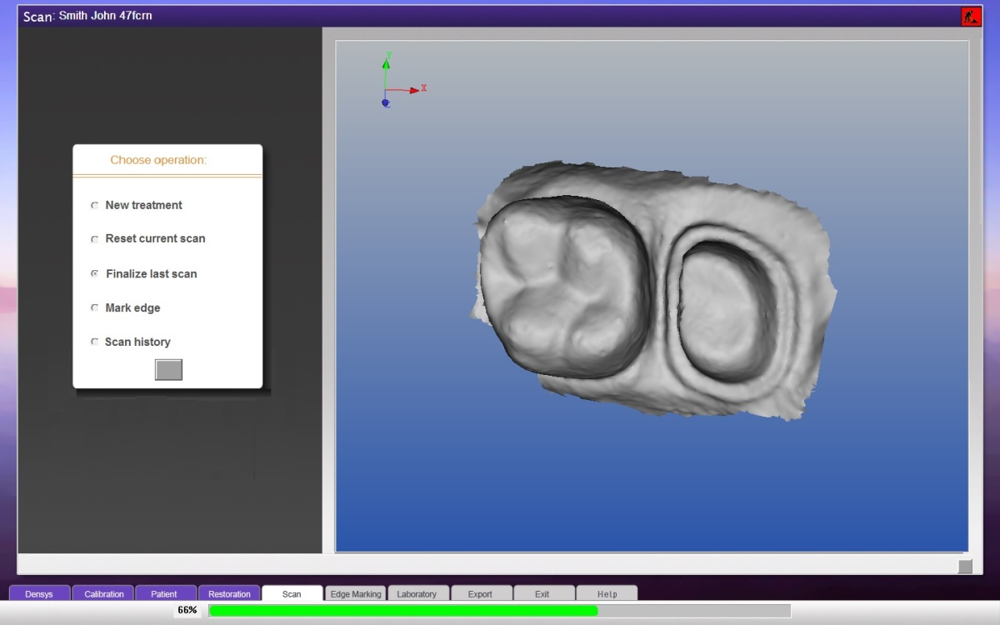 Scan: Smith John 47fcrn
Y
X
Z
Choose operation:
New treatment
Reset current scan
Finalize last scan
Mark edge
Scan history
Densys Calibration Patient Restoration Scan Edge Marking Laboratory Export Exit Help
66%